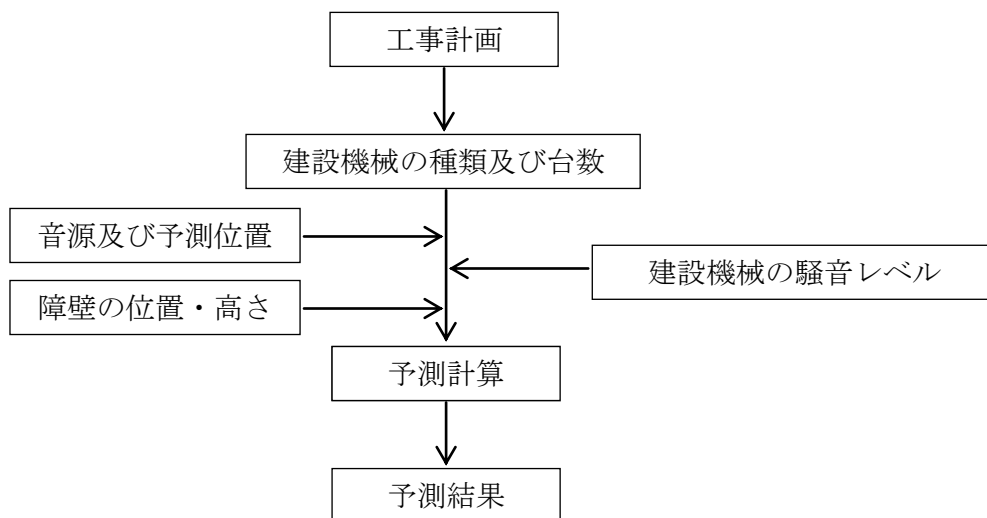 工事計画
建設機械の種類及び台数
音源及び予測位置
建設機械の騒音レベル
障壁の位置・高さ
予測計算
予測結果